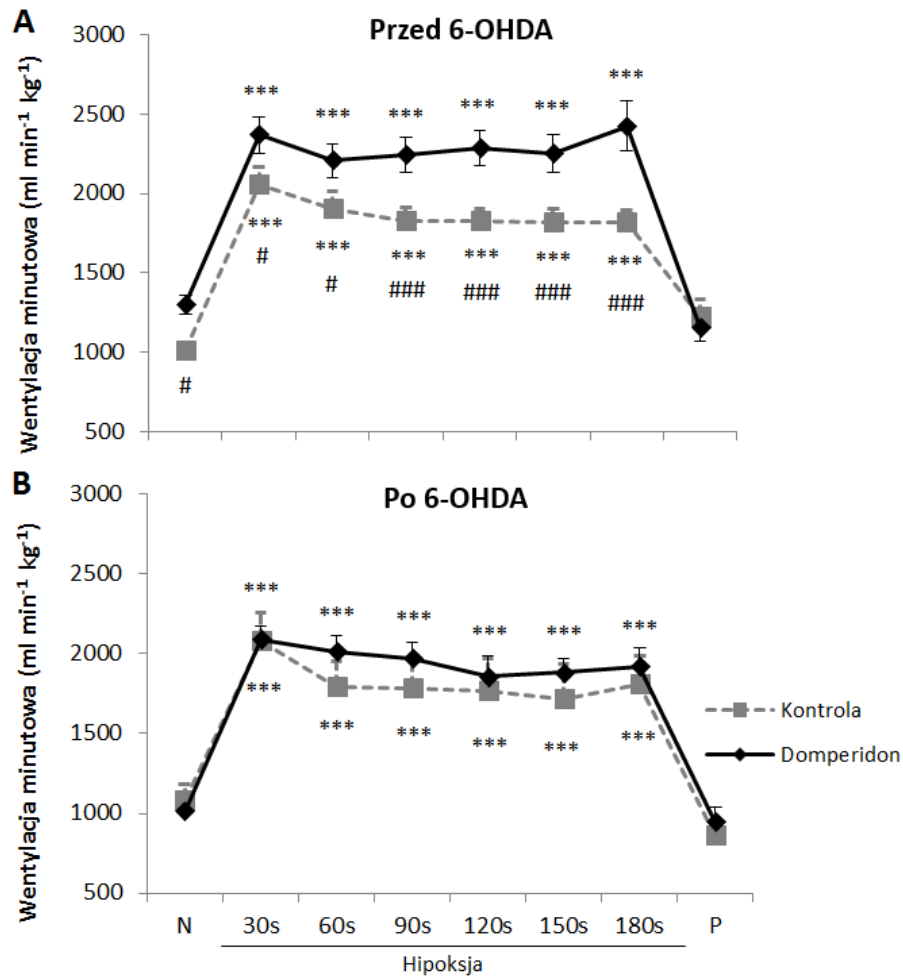 A
Przed 6-OHDA
Wentylacja minutowa (ml min⁻¹ kg⁻¹)
3000
2500
2000
1500
1000
500
*** *** *** *** *** ***
*** *** *** *** *** ***
# # # ### ### ### ###
B
Po 6-OHDA
Wentylacja minutowa (ml min⁻¹ kg⁻¹)
3000
2500
2000
1500
1000
500
*** *** *** *** *** ***
*** *** *** *** *** ***
Kontrola
Domperidon
N 30s 60s 90s 120s 150s 180s P
Hipoksja